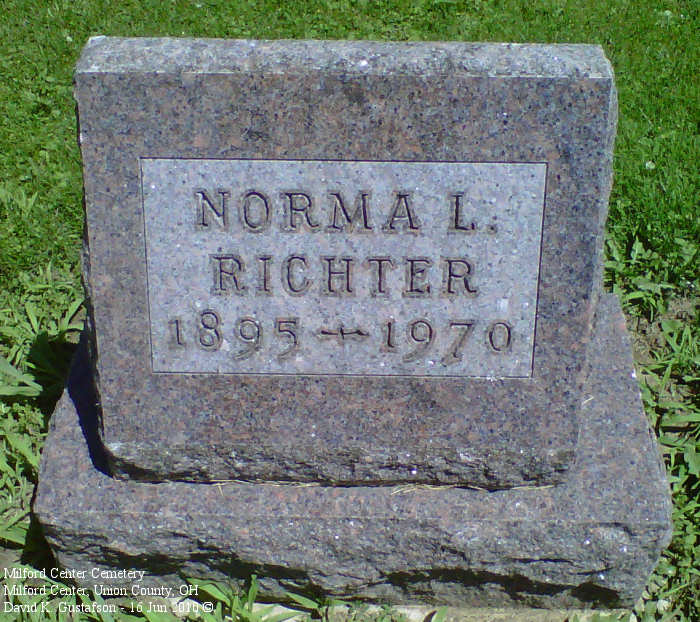 NORMA L.
RICHTER
1895-1970
Milford Center Cemetery
Milford Center, Union County, OH
David K. Gustafson - 16 Jun 2010 ©